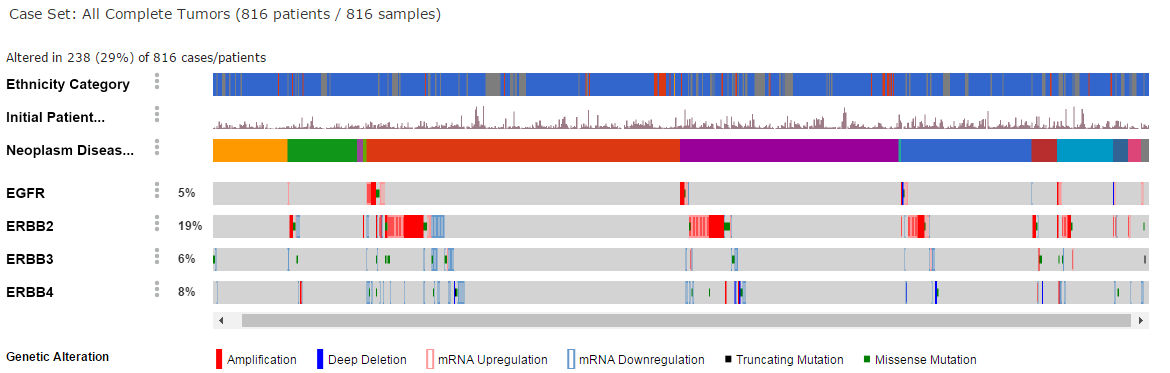 Case Set: All Complete Tumors (816 patients / 816 samples)
Altered in 238 (29%) of 816 cases/patients
Ethnicity Category
Initial Patient...
Neoplasm Diseas...
EGFR 5%
ERBB2 19%
ERBB3 6%
ERBB4 8%
Genetic Alteration Amplification Deep Deletion mRNA Upregulation mRNA Downregulation Truncating Mutation Missense Mutation